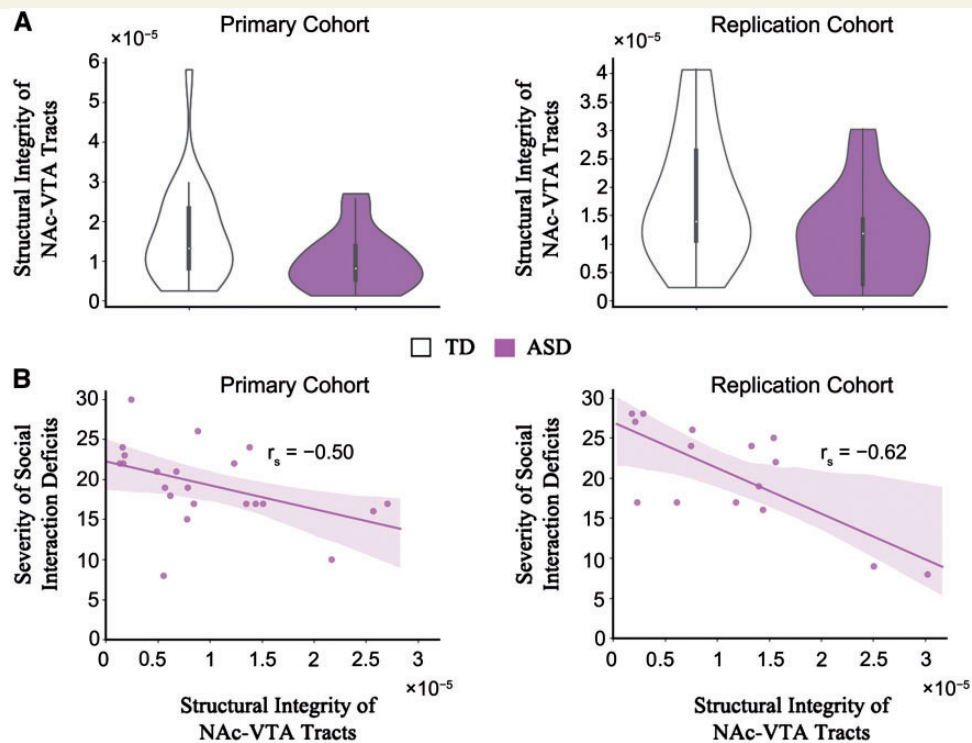 A
Primary Cohort
×10⁻⁵
Structural Integrity of
NAc-VTA Tracts
6
5
4
3
2
1
0
Replication Cohort
×10⁻⁵
Structural Integrity of
NAc-VTA Tracts
4
3
2.5
2
1.5
1
0.5
0
TD
ASD
B
Primary Cohort
Severity of Social
Interaction Deficits
30
25
20
15
10
5
0
rₛ = −0.50
0
0.5
1
1.5
2
2.5
3
×10⁻⁵
Structural Integrity of
NAc-VTA Tracts
Replication Cohort
Severity of Social
Interaction Deficits
30
25
20
15
10
5
0
rₛ = −0.62
0
0.5
1
1.5
2
2.5
3
×10⁻⁵
Structural Integrity of
NAc-VTA Tracts